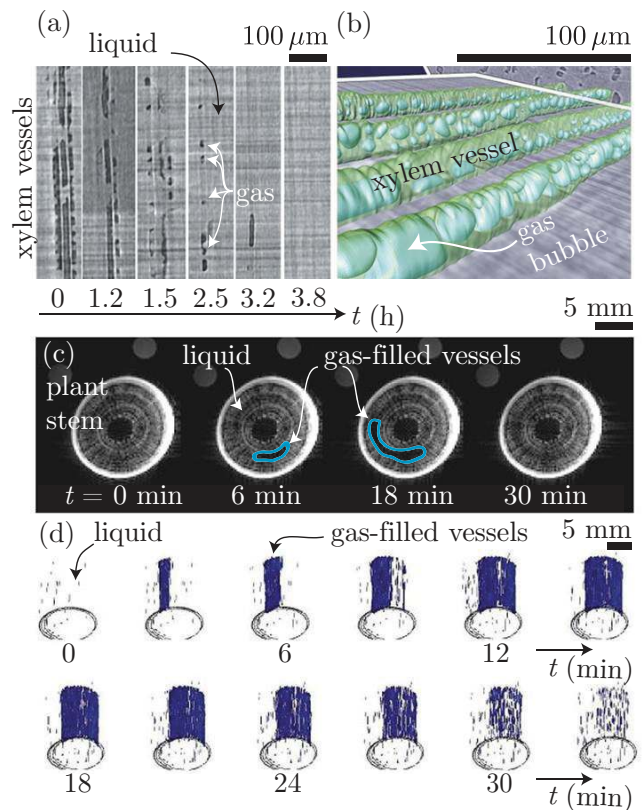 (a)
liquid
100 μm
(b)
100 μm
xylem vessels
gas
xylem vessel
gas
bubble
0 1.2 1.5 2.5 3.2 3.8
t (h)
5 mm
(c)
liquid
gas-filled vessels
plant
stem
t = 0 min 6 min 18 min 30 min
(d)
liquid
gas-filled vessels
5 mm
0 6 12
t (min)
18 24 30
t (min)